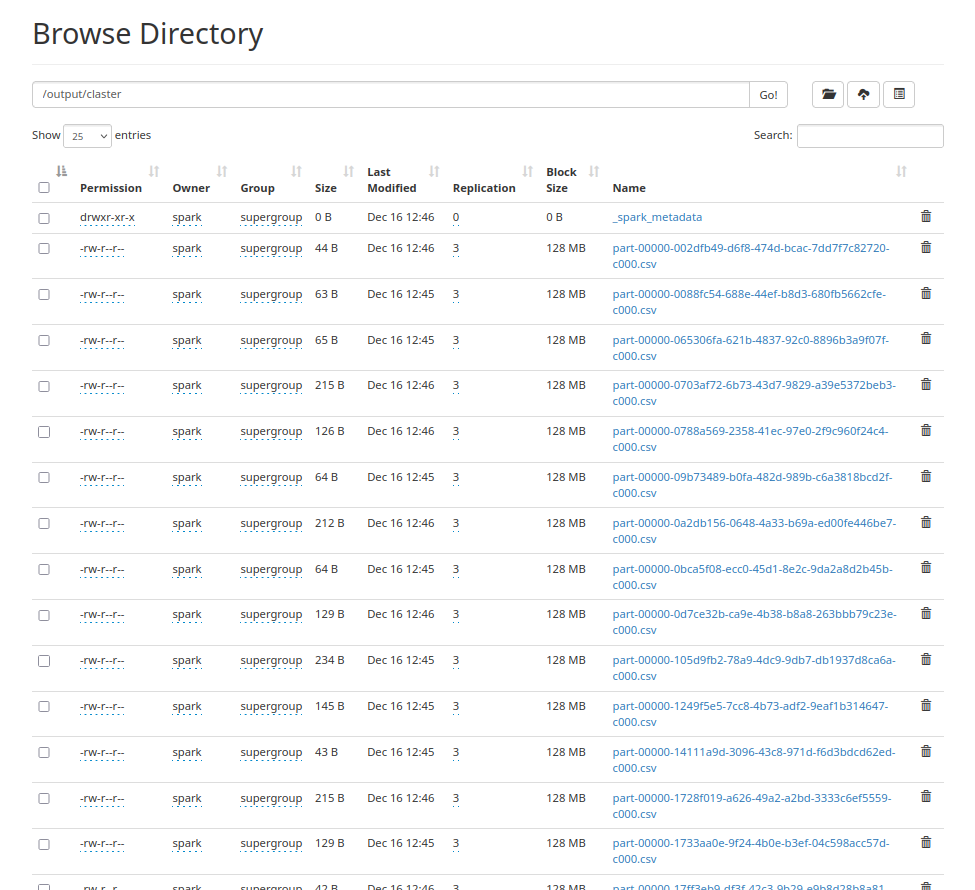 Browse Directory
/output/claster
Go!
Show 25 entries
Search:
Permission Owner Group Size Last Modified Replication Block Size Name
drwxr-xr-x spark supergroup 0 B Dec 16 12:46 0 0 B _spark_metadata
-rw-r--r-- spark supergroup 44 B Dec 16 12:46 3 128 MB part-00000-002dfb49-d6f8-474d-bcac-7dd7f7c82720-
c000.csv
-rw-r--r-- spark supergroup 63 B Dec 16 12:45 3 128 MB part-00000-0088fc54-688e-44ef-b8d3-680fb5662cfe-
c000.csv
-rw-r--r-- spark supergroup 65 B Dec 16 12:45 3 128 MB part-00000-065306fa-621b-4837-92c0-8896b3a9f07f-
c000.csv
-rw-r--r-- spark supergroup 215 B Dec 16 12:46 3 128 MB part-00000-0703af72-6b73-43d7-9829-a39e5372beb3-
c000.csv
-rw-r--r-- spark supergroup 126 B Dec 16 12:46 3 128 MB part-00000-0788a569-2358-41ec-97e0-2f9c960f24c4-
c000.csv
-rw-r--r-- spark supergroup 64 B Dec 16 12:46 3 128 MB part-00000-09b73489-b0fa-482d-989b-c6a3818bcd2f-
c000.csv
-rw-r--r-- spark supergroup 212 B Dec 16 12:46 3 128 MB part-00000-0a2db156-0648-4a33-b69a-ed00fe446be7-
c000.csv
-rw-r--r-- spark supergroup 64 B Dec 16 12:45 3 128 MB part-00000-0bca5f08-ecc0-45d1-8e2c-9da2a8d2b45b-
c000.csv
-rw-r--r-- spark supergroup 129 B Dec 16 12:46 3 128 MB part-00000-0d7ce32b-ca9e-4b38-b8a8-263bbb79c23e-
c000.csv
-rw-r--r-- spark supergroup 234 B Dec 16 12:45 3 128 MB part-00000-105d9fb2-78a9-4dc9-9db7-db1937d8ca6a-
c000.csv
-rw-r--r-- spark supergroup 145 B Dec 16 12:45 3 128 MB part-00000-1249f5e5-7cc8-4b73-adf2-9eaf1b314647-
c000.csv
-rw-r--r-- spark supergroup 43 B Dec 16 12:45 3 128 MB part-00000-14111a9d-3096-43c8-971d-f6d3bdcd62ed-
c000.csv
-rw-r--r-- spark supergroup 215 B Dec 16 12:46 3 128 MB part-00000-1728f019-a626-49a2-a2bd-3333c6ef5559-
c000.csv
-rw-r--r-- spark supergroup 129 B Dec 16 12:45 3 128 MB part-00000-1733aa0e-9f24-4b0e-b3ef-04c598acc57d-
c000.csv
-rw-r--r-- spark supergroup 42 B Dec 16 12:46 3 128 MB